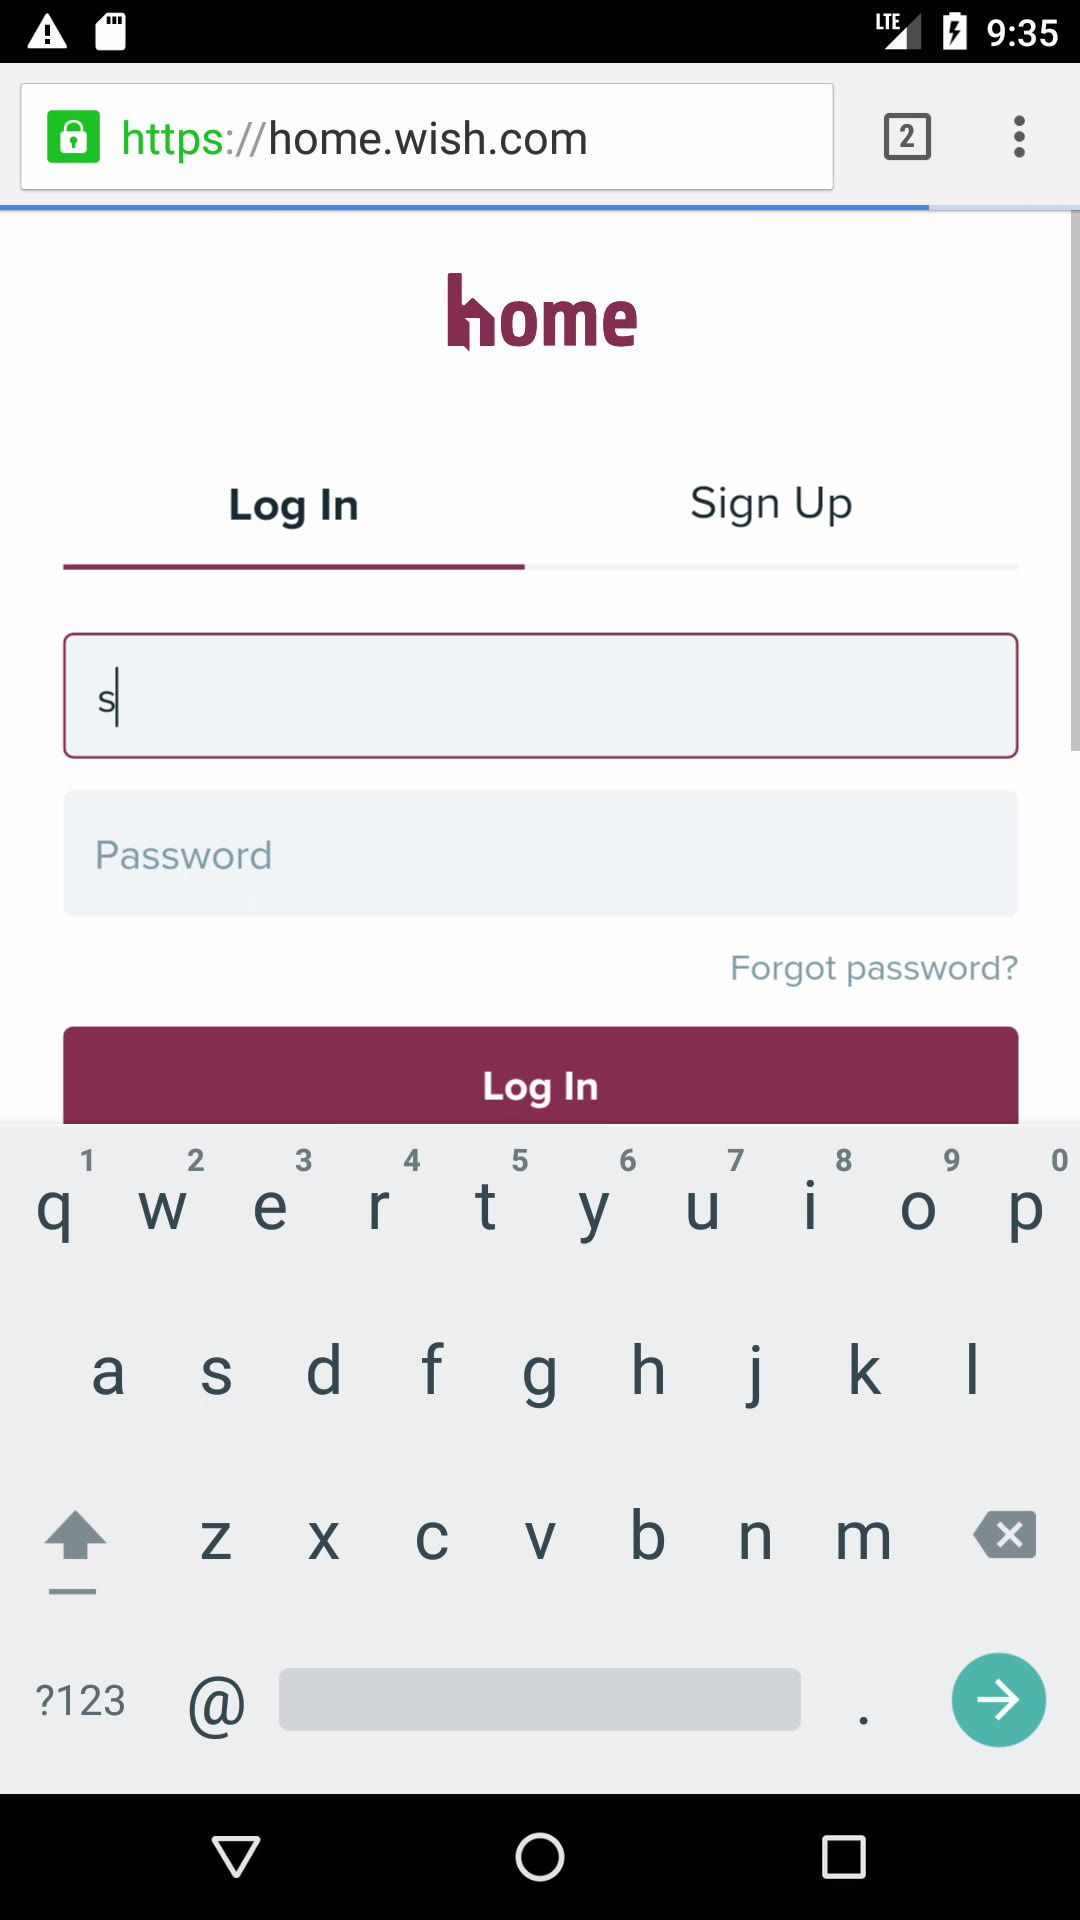 LTE 9:35
https://home.wish.com 2
home
Log In Sign Up
s
Password
Forgot password?
Log In
1 2 3 4 5 6 7 8 9 0
q w e r t y u i o p
a s d f g h j k l
z x c v b n m
?123 @ .